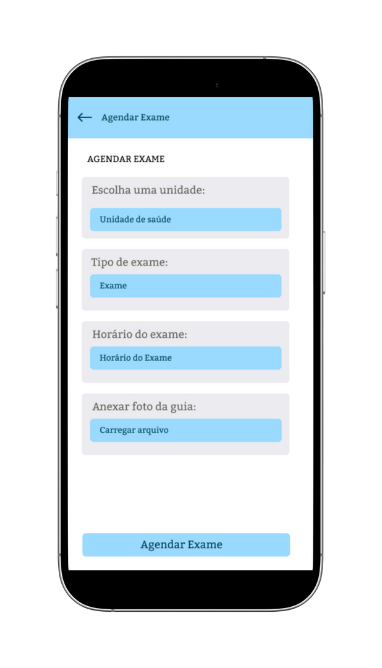 Agendar Exame
AGENDAR EXAME
Escolha uma unidade:
Unidade de saúde
Tipo de exame:
Exame
Horário do exame:
Horário do Exame
Anexar foto da guia:
Carregar arquivo
Agendar Exame